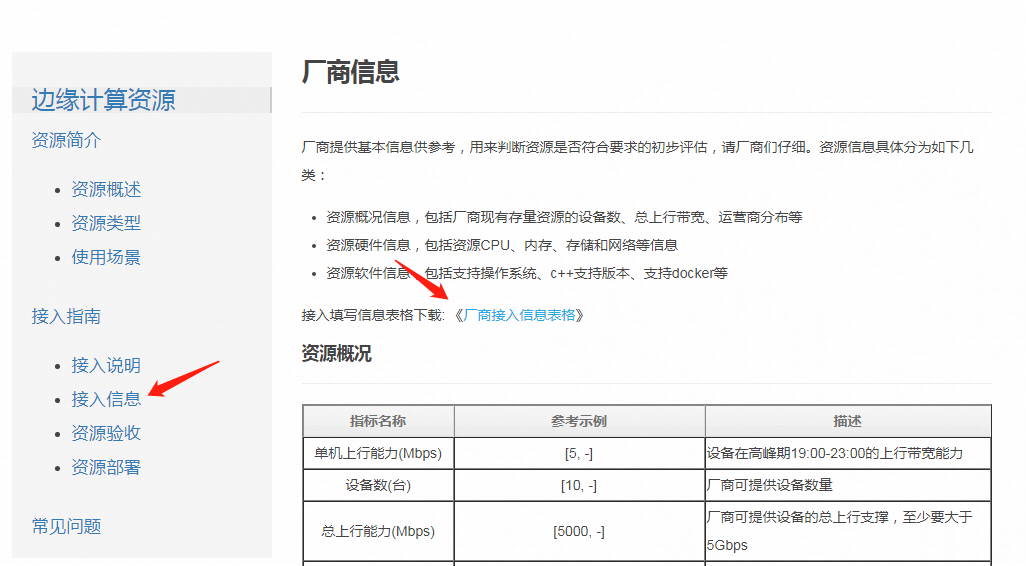 边缘计算资源
资源简介
资源概述
资源类型
使用场景
接入指南
接入说明
接入信息
资源验收
资源部署
常见问题
厂商信息
厂商提供基本信息供参考，用来判断资源是否符合要求的初步评估，请厂商们仔细。资源信息具体分为如下几
类：
资源概况信息，包括厂商现有存量资源的设备数、总上行带宽、运营商分布等
资源硬件信息，包括资源CPU、内存、存储和网络等信息
资源软件信息，包括支持操作系统、c++支持版本、支持docker等
接入填写信息表格下载: 《厂商接入信息表格》
资源概况
指标名称 参考示例 描述
单机上行能力(Mbps) [5, -] 设备在高峰期19:00-23:00的上行带宽能力
设备数(台) [10, -] 厂商可提供设备数量
总上行能力(Mbps) [5000, -] 厂商可提供设备的总上行支撑，至少要大于
5Gbps